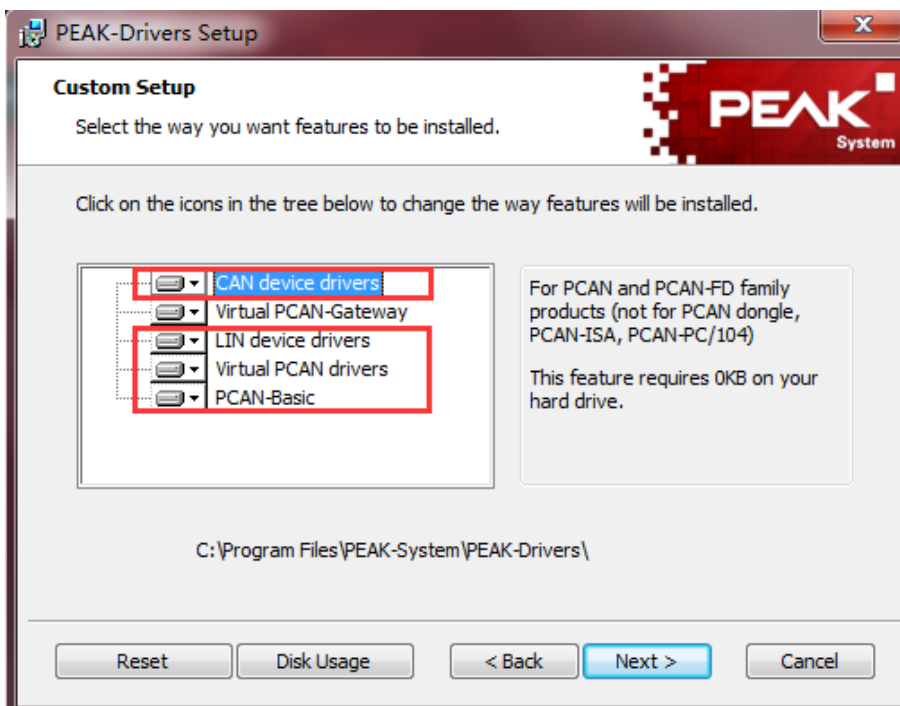 PEAK-Drivers Setup
Custom Setup
Select the way you want features to be installed.
PEAK
System
Click on the icons in the tree below to change the way features will be installed.
CAN device drivers
Virtual PCAN-Gateway
LIN device drivers
Virtual PCAN drivers
PCAN-Basic
For PCAN and PCAN-FD family
products (not for PCAN dongle,
PCAN-ISA, PCAN-PC/104)
This feature requires 0KB on your
hard drive.
C:\Program Files\PEAK-System\PEAK-Drivers\
Reset
Disk Usage
< Back
Next >
Cancel